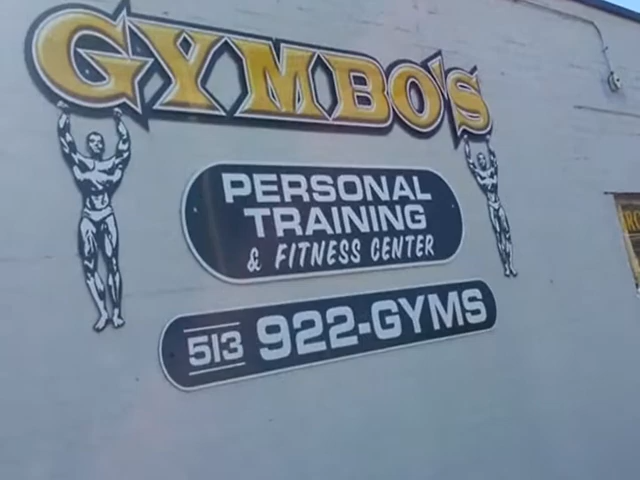 GYMBO'S
PERSONAL
TRAINING
& FITNESS CENTER
513 922-GYMS